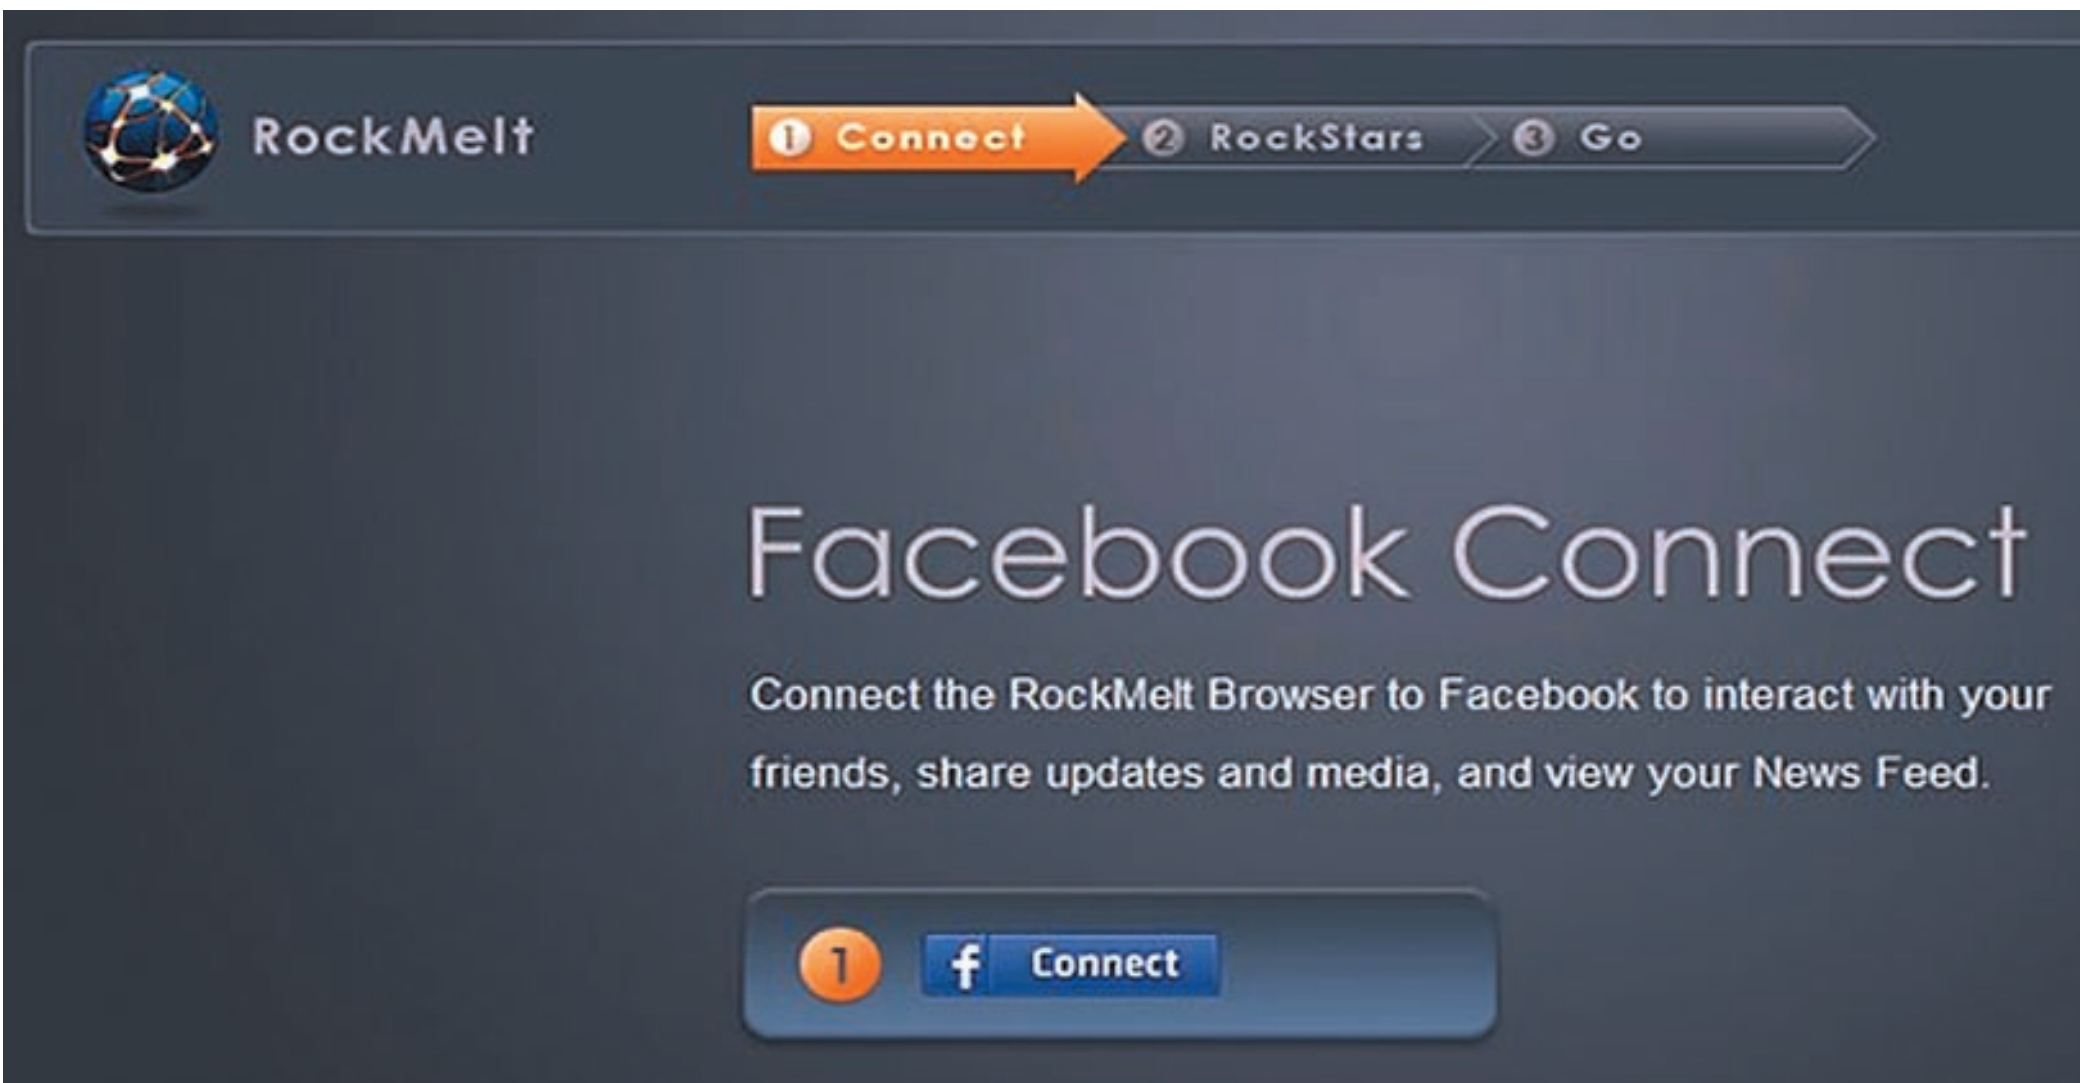 RockMelt
1 Connect 2 RockStars 3 Go
Facebook Connect
Connect the RockMelt Browser to Facebook to interact with your
friends, share updates and media, and view your News Feed.
1 f Connect